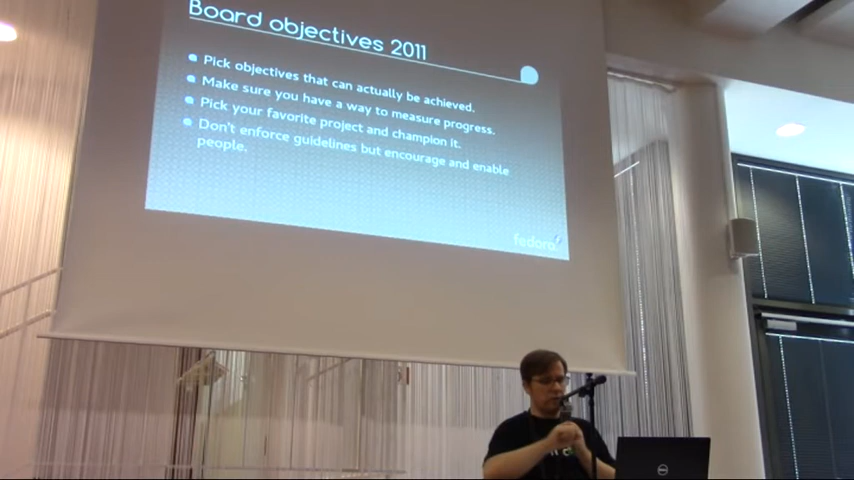 Board objectives 2011
Pick objectives that can actually be achieved.
Make sure you have a way to measure progress.
Pick your favorite project and champion it.
Don't enforce guidelines but encourage and enable
people.
fedora
DELL